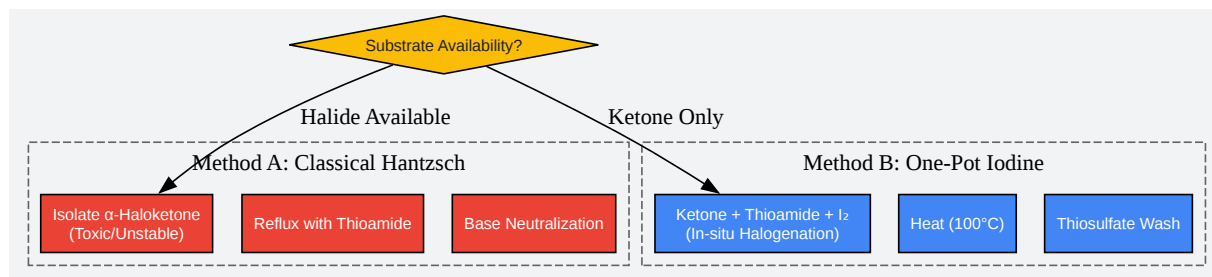 Substrate Availability?
Halide Available
Ketone Only
Method A: Classical Hantzsch
Isolate α-Haloketone
(Toxic/Unstable)
Reflux with Thioamide
Base Neutralization
Method B: One-Pot Iodine
Ketone + Thioamide + I₂
(In-situ Halogenation)
Heat (100°C)
Thiosulfate Wash